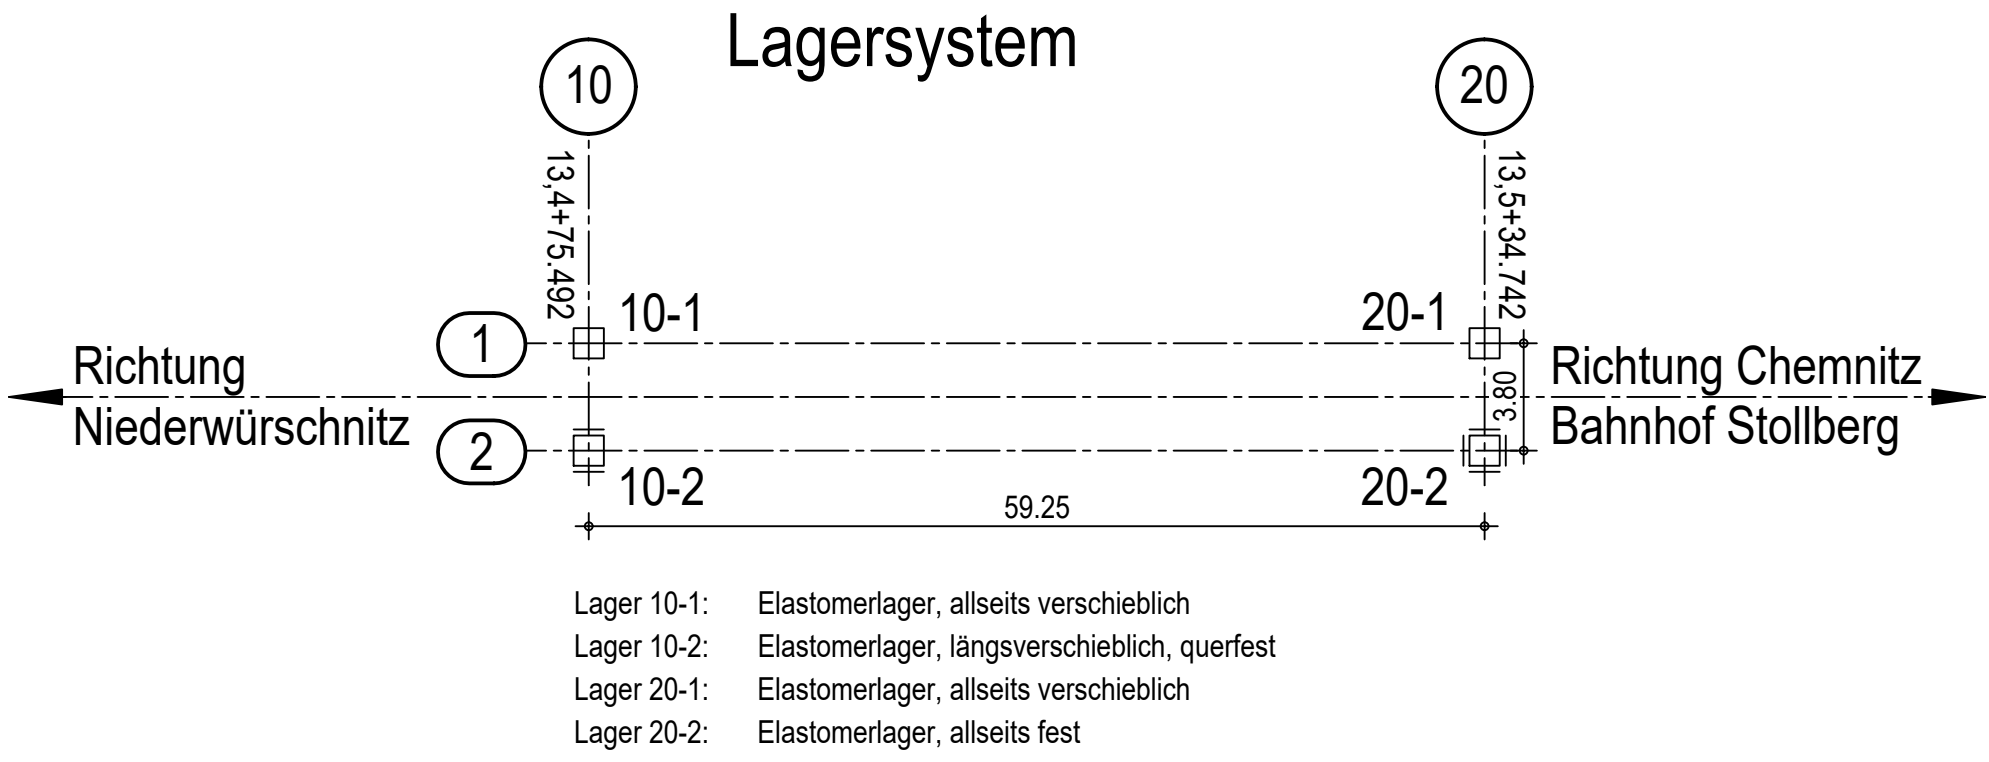 Lagersystem
10
20
13,4+75.492
13,5+34.742
10-1
20-1
1
Richtung
Niederwürschnitz
3.80
Richtung Chemnitz
Bahnhof Stollberg
2
10-2
20-2
59.25
Lager 10-1: Elastomerlager, allseits verschieblich
Lager 10-2: Elastomerlager, längsverschieblich, querfest
Lager 20-1: Elastomerlager, allseits verschieblich
Lager 20-2: Elastomerlager, allseits fest